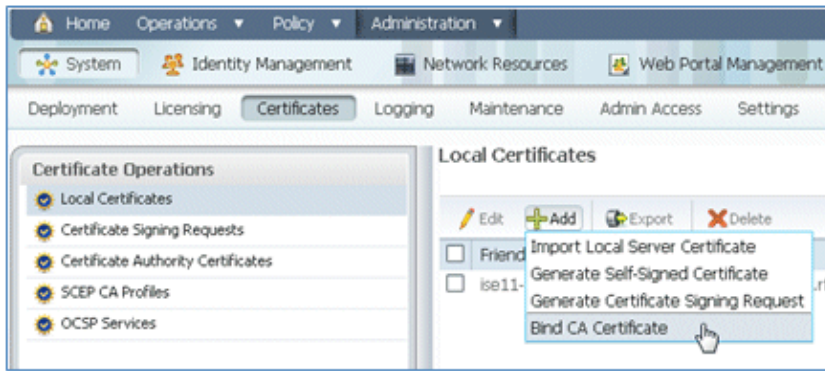 Home Operations Policy Administration
System Identity Management Network Resources Web Portal Management
Deployment Licensing Certificates Logging Maintenance Admin Access Settings
Certificate Operations
Local Certificates
Certificate Signing Requests
Certificate Authority Certificates
SCEP CA Profiles
OCSP Services
Local Certificates
Edit Add Export Delete
Friend
ise11-
Import Local Server Certificate
Generate Self-Signed Certificate
Generate Certificate Signing Request
Bind CA Certificate